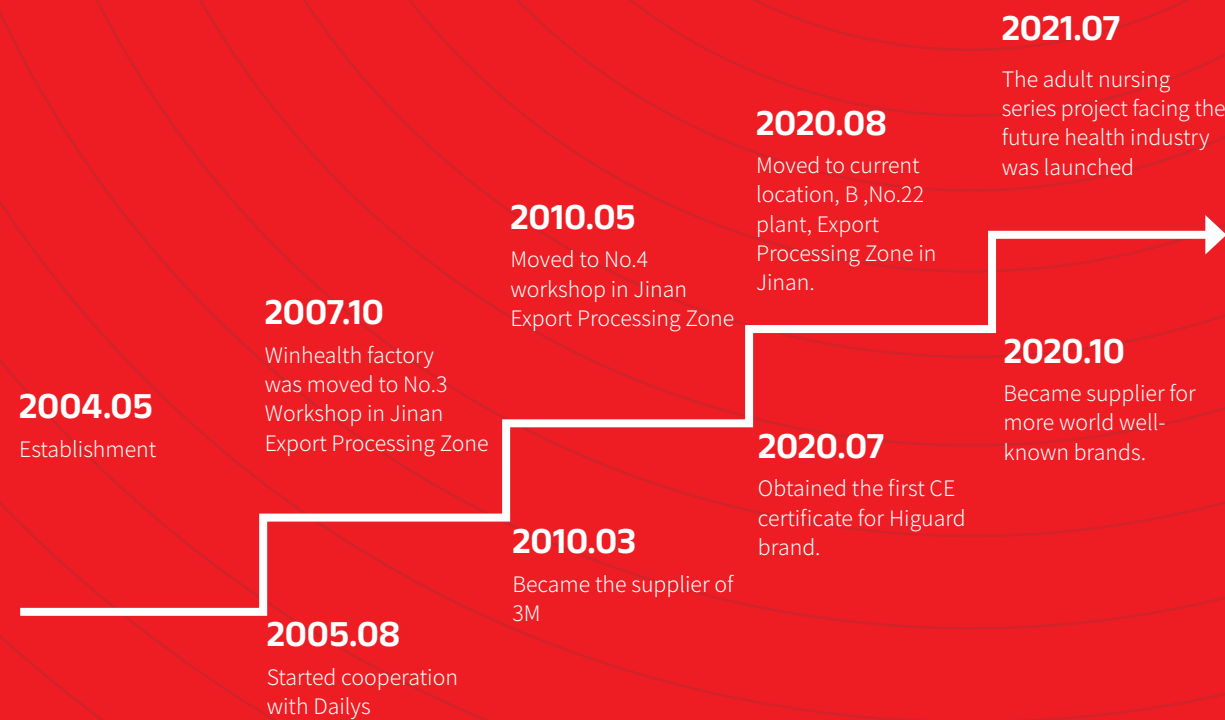 2004.05
Establishment
2005.08
Started cooperation
with Dailys
2007.10
Winhealth factory
was moved to No.3
Workshop in Jinan
Export Processing Zone
2010.03
Became the supplier of
3M
2010.05
Moved to No.4
workshop in Jinan
Export Processing Zone
2020.07
Obtained the first CE
certificate for Higuard
brand.
2020.08
Moved to current
location, B ,No.22
plant, Export
Processing Zone in
Jinan.
2020.10
Became supplier for
more world well-
known brands.
2021.07
The adult nursing
series project facing the
future health industry
was launched